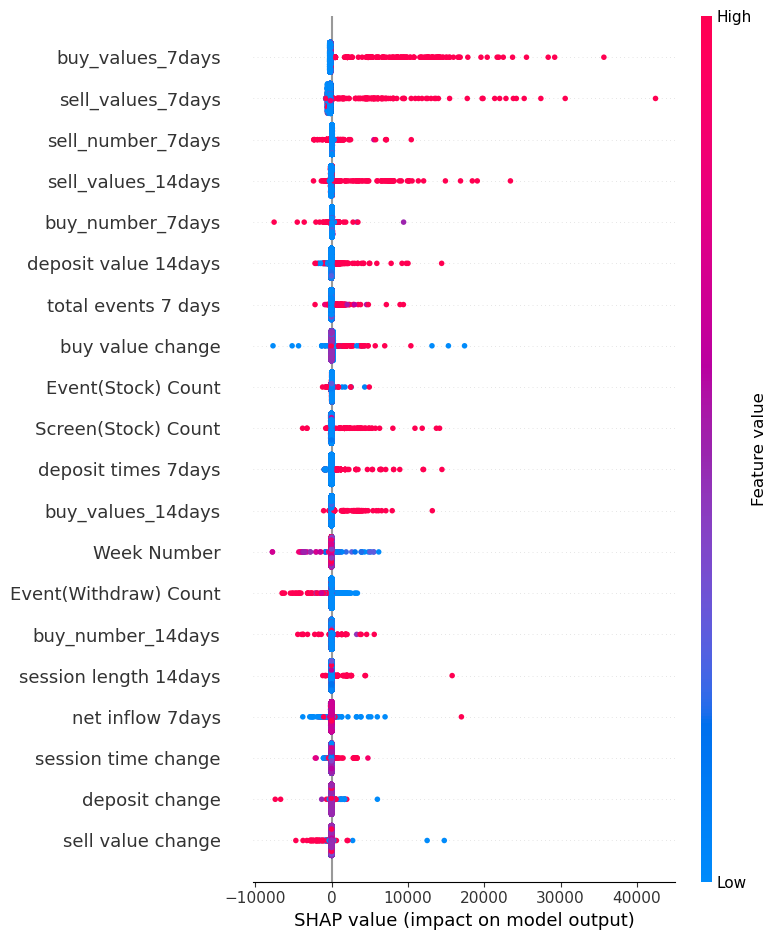 High
buy_values_7days
sell_values_7days
sell_number_7days
sell_values_14days
buy_number_7days
deposit value 14days
total events 7 days
buy value change
Event(Stock) Count
Screen(Stock) Count
deposit times 7days
buy_values_14days
Week Number
Event(Withdraw) Count
buy_number_14days
session length 14days
net inflow 7days
session time change
deposit change
sell value change
Feature value
Low
−10000 0 10000 20000 30000 40000
SHAP value (impact on model output)